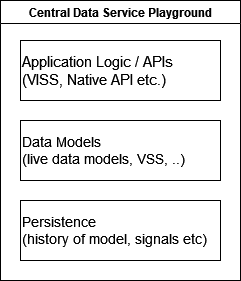 Central Data Service Playground
Application Logic / APIs
(VISS, Native API etc.)
Data Models
(live data models, VSS, ..)
Persistence
(history of model, signals etc)